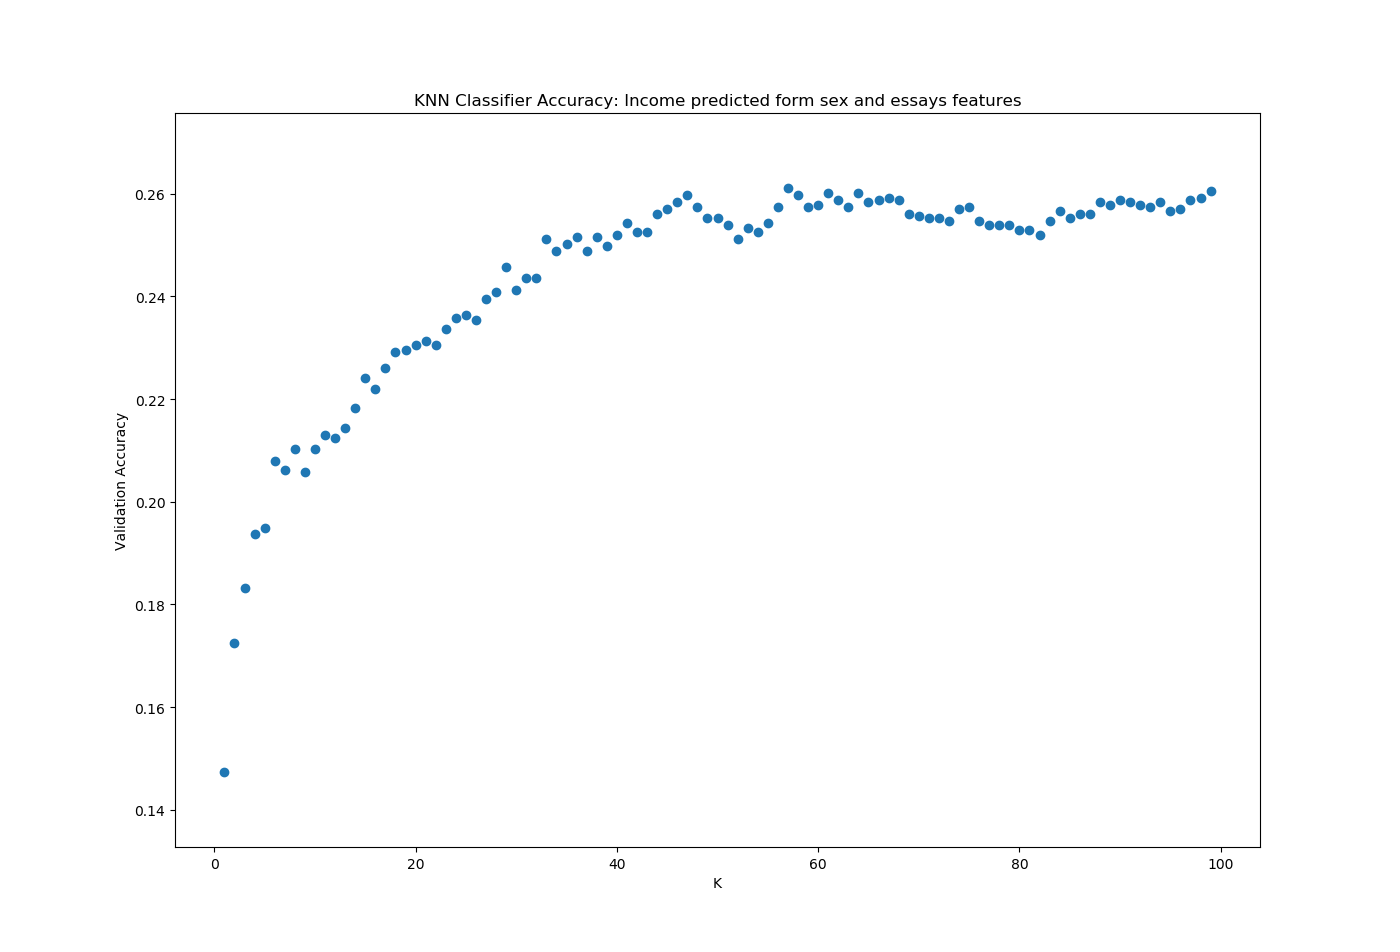 KNN Classifier Accuracy: Income predicted form sex and essays features
0.26
0.24
0.22
0.20
0.18
0.16
0.14
Validation Accuracy
0 20 40 60 80 100
K